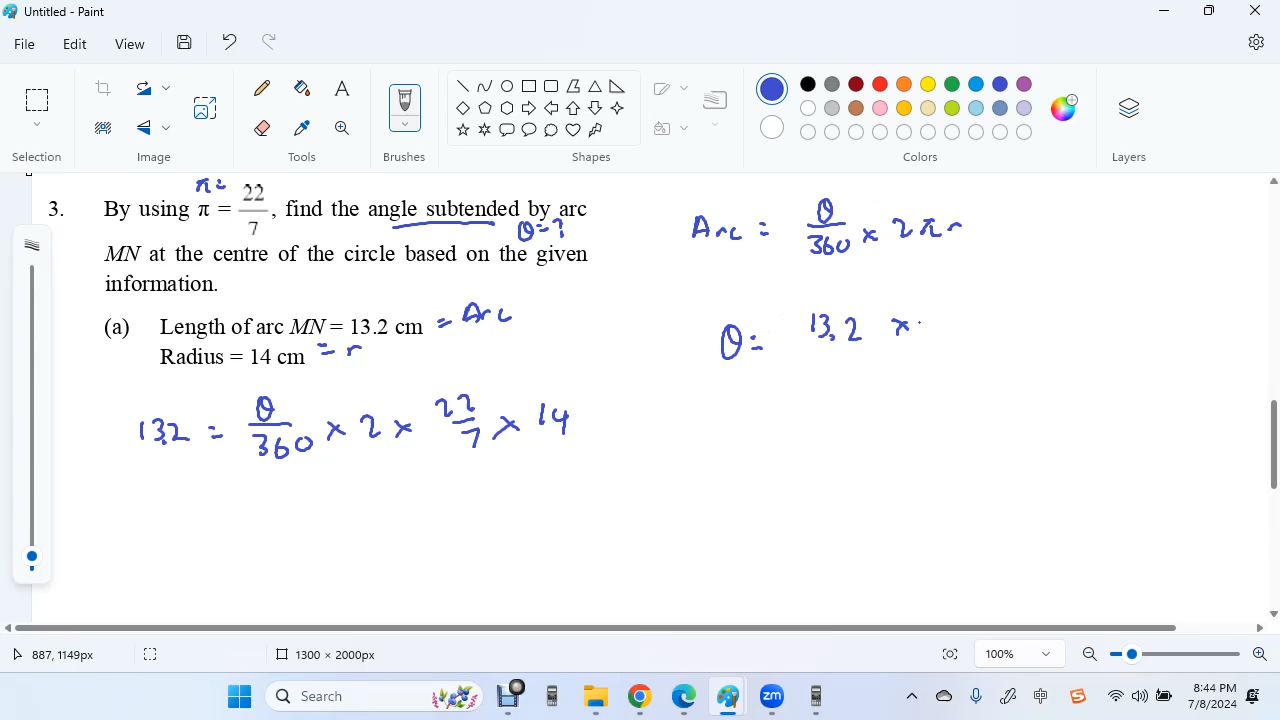 Untitled - Paint
File Edit View
Selection Image Tools Brushes Shapes Colors Layers
π =
3. By using π = 22/7, find the angle subtended by arc
θ = ?
MN at the centre of the circle based on the given
information.
(a) Length of arc MN = 13.2 cm = Arc
Radius = 14 cm = r
13.2 = θ/360 × 2 × 22/7 × 14
Arc = θ/360 × 2πr
θ = 13.2 ×
887, 1149px 1300 × 2000px 100%
Search zm 中 S 8:44 PM
7/8/2024